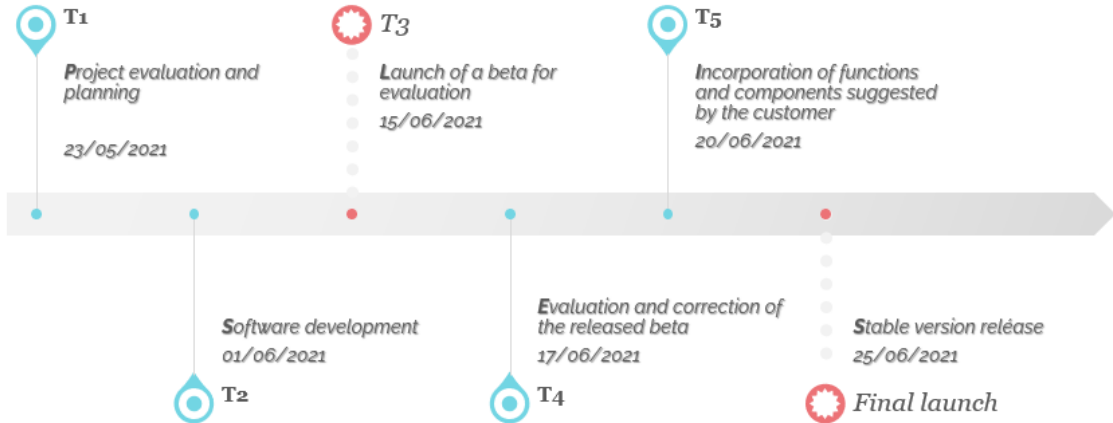 T1
Project evaluation and
planning
23/05/2021
T3
Launch of a beta for
evaluation
15/06/2021
T5
Incorporation of functions
and components suggested
by the customer
20/06/2021
Software development
01/06/2021
T2
Evaluation and correction of
the released beta
17/06/2021
T4
Stable version reléase
25/06/2021
Final launch